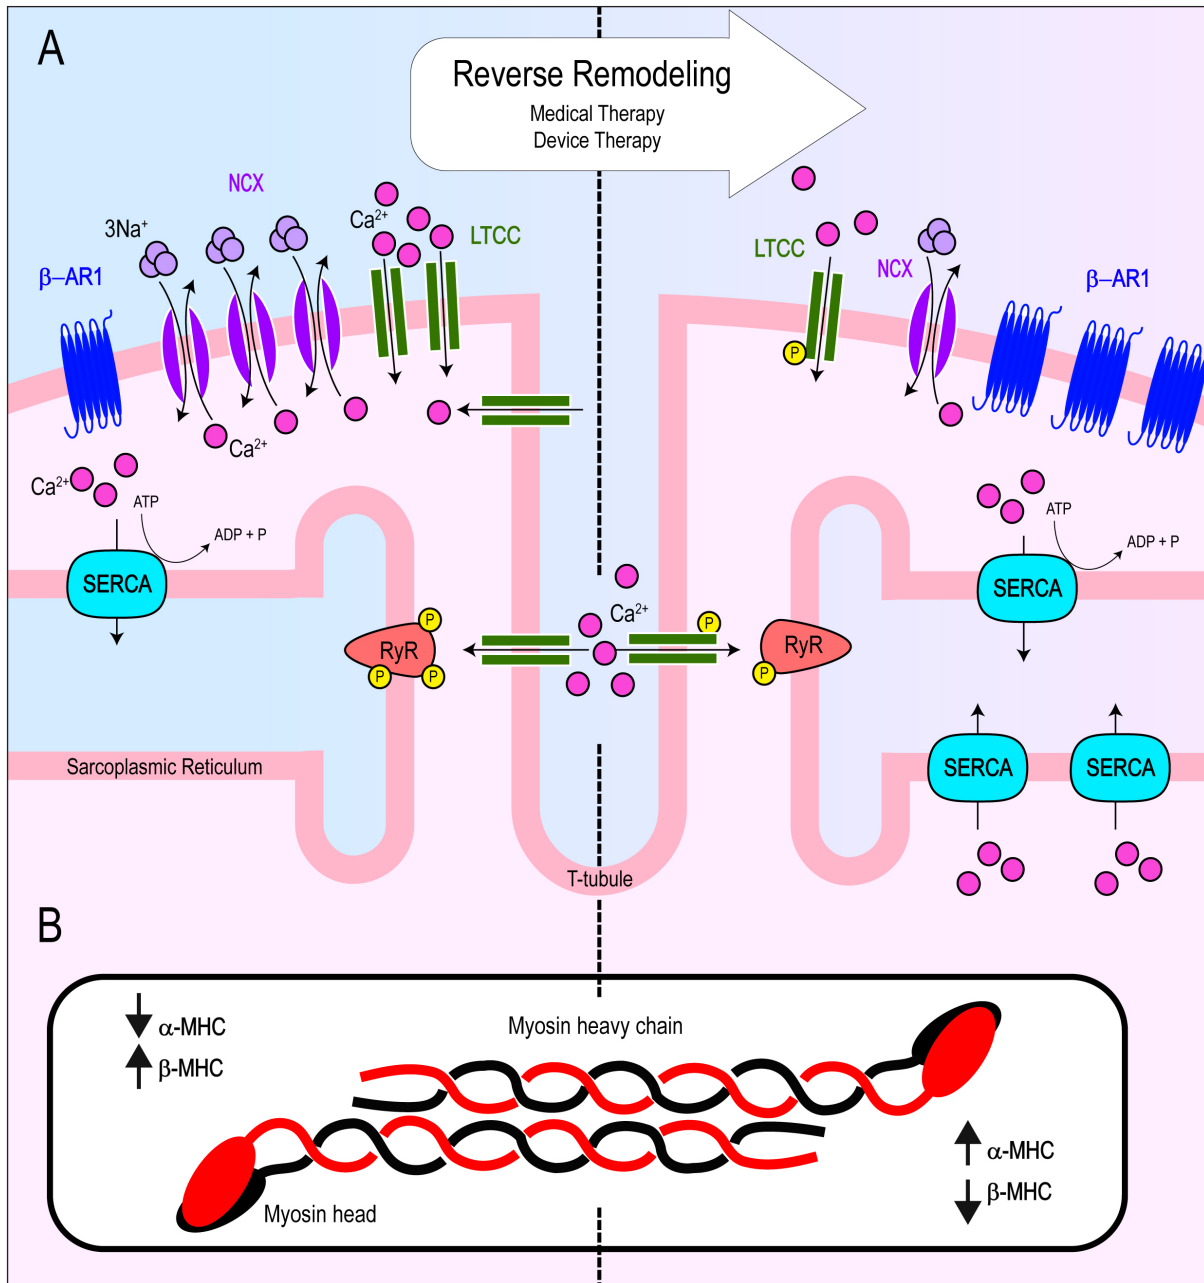 A
Reverse Remodeling
Medical Therapy
Device Therapy
NCX
3Na⁺
Ca²⁺
LTCC
β–AR1
LTCC
NCX
β–AR1
Ca²⁺
Ca²⁺
ATP
ADP + P
SERCA
ATP
ADP + P
SERCA
P
Ca²⁺
P
RyR
P
P
P
RyR
P
Sarcoplasmic Reticulum
SERCA
SERCA
T-tubule
B
α-MHC
β-MHC
Myosin heavy chain
α-MHC
β-MHC
Myosin head